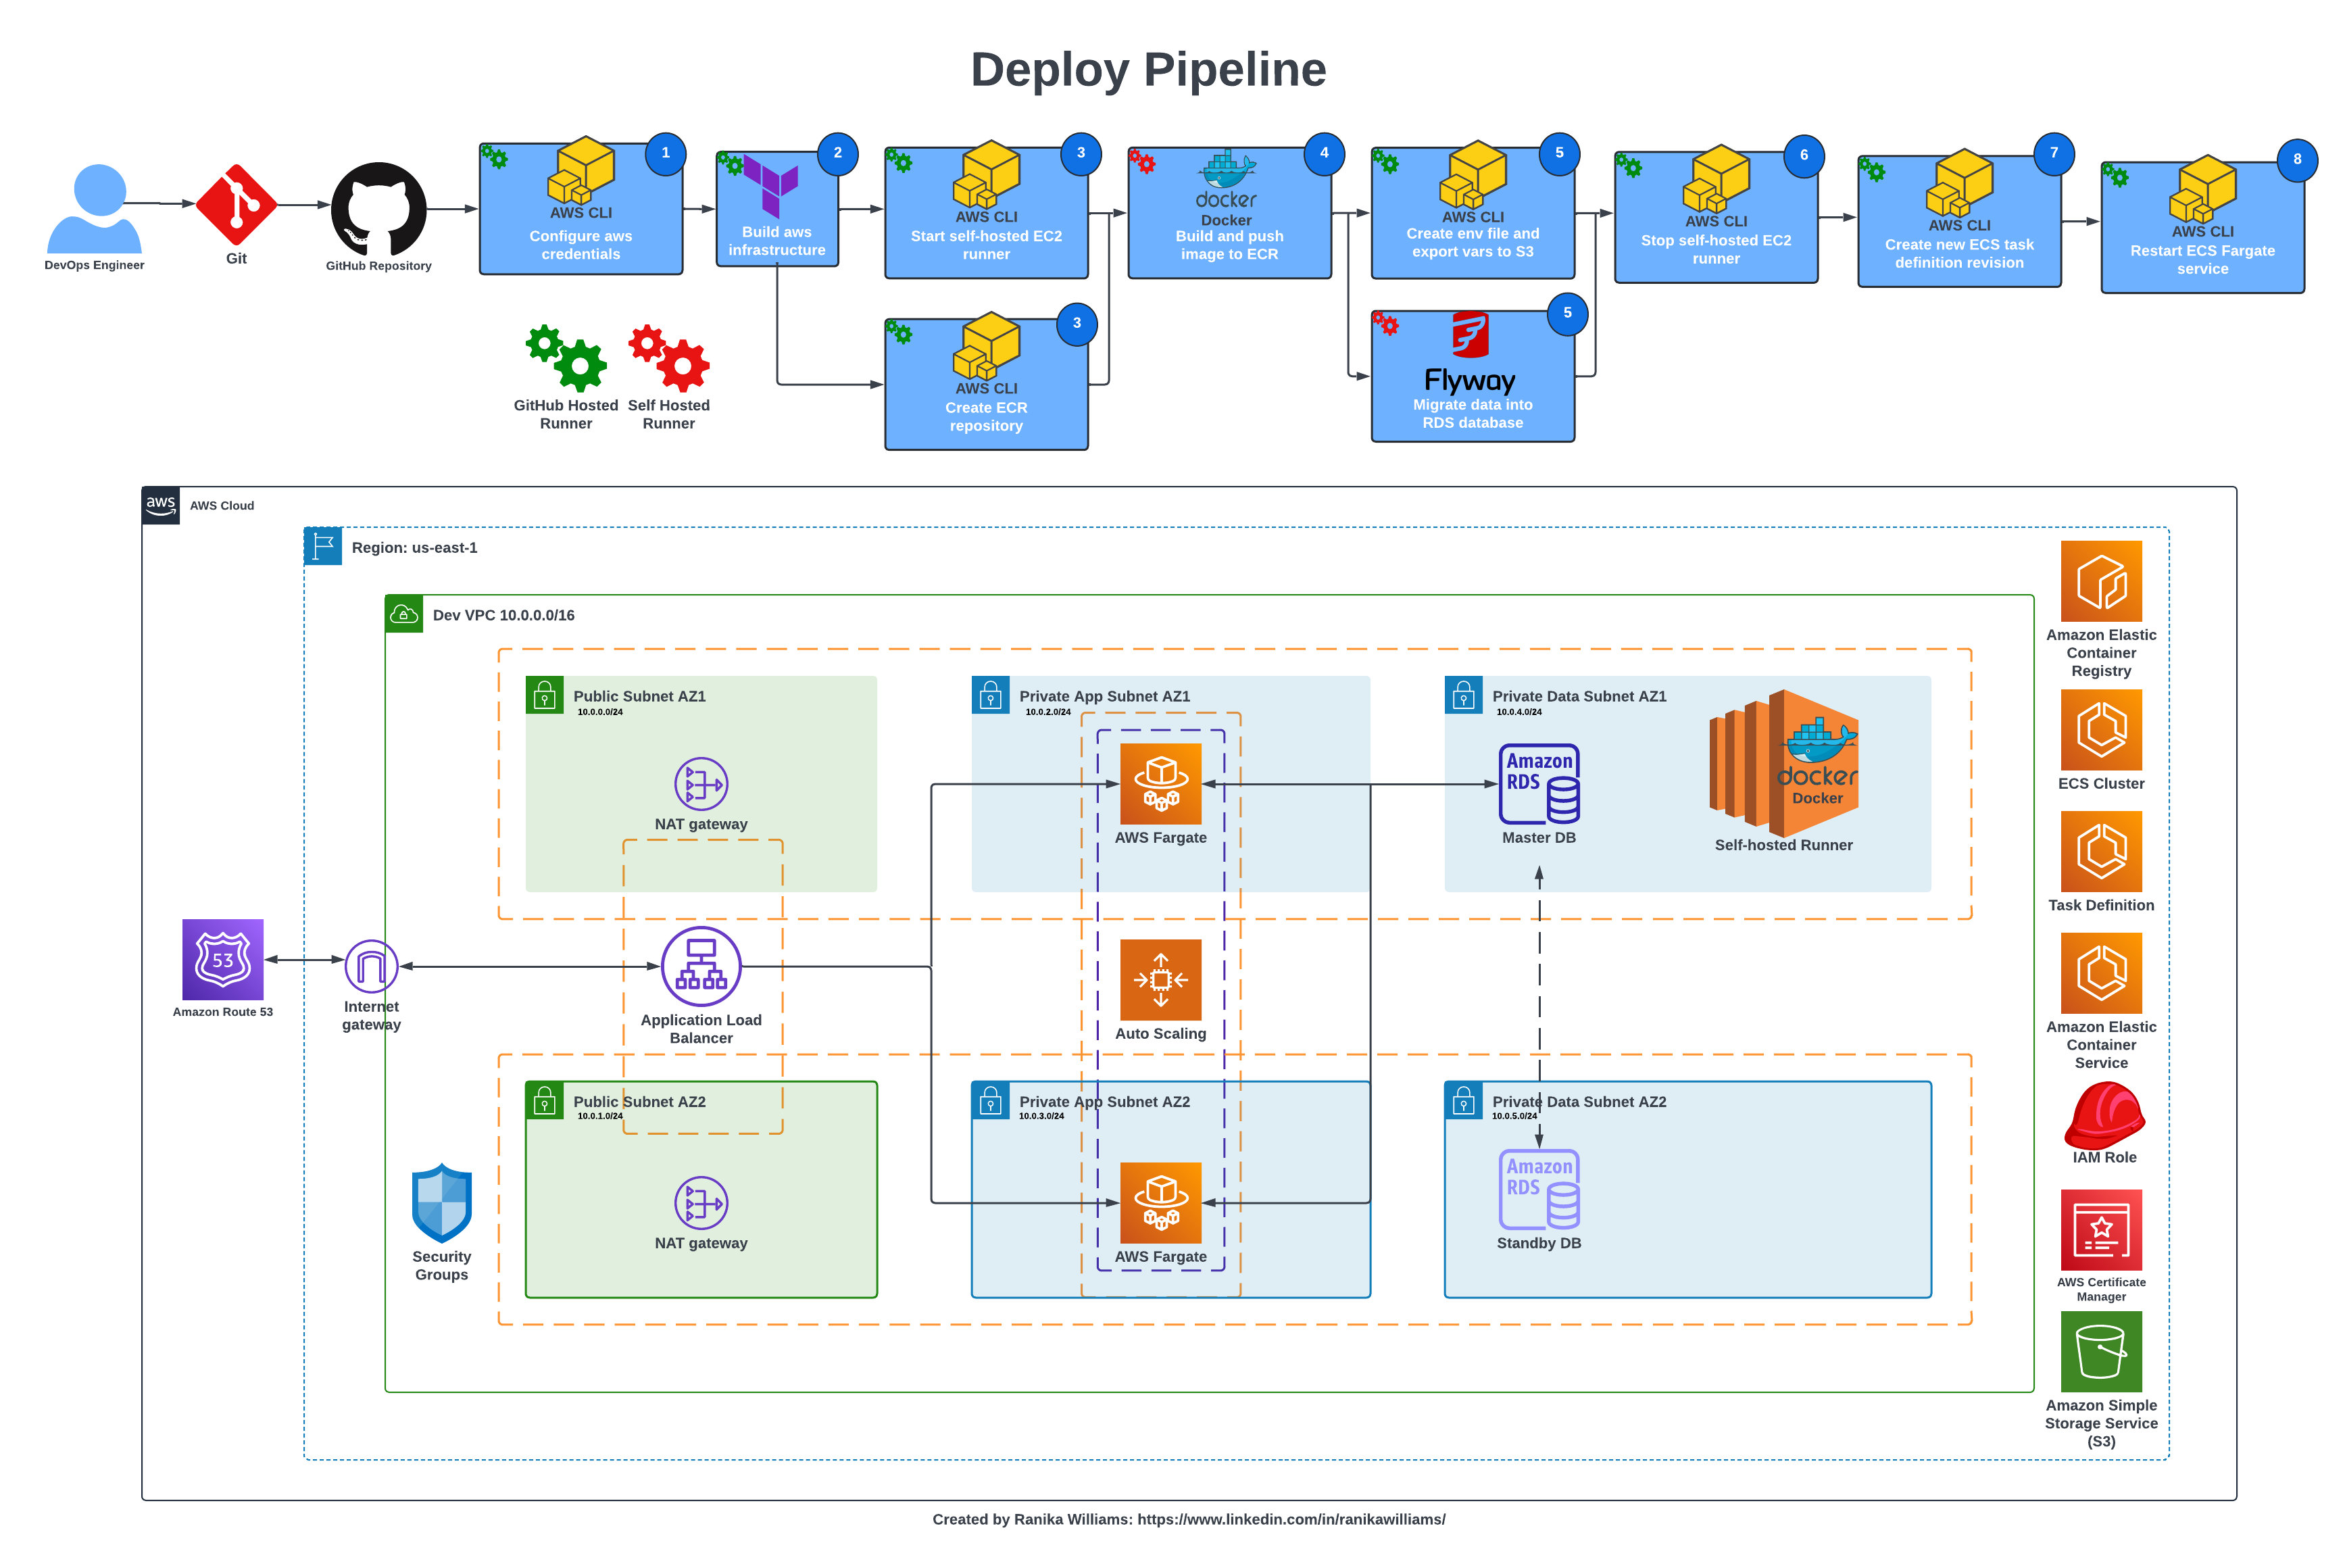 Deploy Pipeline
DevOps Engineer
Git
GitHub Repository
1
AWS CLI
Configure aws
credentials
2
Build aws
infrastructure
3
AWS CLI
Start self-hosted EC2
runner
4
docker
Docker
Build and push
image to ECR
5
AWS CLI
Create env file and
export vars to S3
6
AWS CLI
Stop self-hosted EC2
runner
7
AWS CLI
Create new ECS task
definition revision
8
AWS CLI
Restart ECS Fargate
service
3
AWS CLI
Create ECR
repository
5
Flyway
Migrate data into
RDS database
GitHub Hosted
Runner
Self Hosted
Runner
aws
AWS Cloud
Region: us-east-1
Dev VPC 10.0.0.0/16
Public Subnet AZ1
10.0.0.0/24
NAT gateway
Private App Subnet AZ1
10.0.2.0/24
AWS Fargate
Private Data Subnet AZ1
10.0.4.0/24
Amazon
RDS
Master DB
docker
Docker
Self-hosted Runner
53
Amazon Route 53
Internet
gateway
Application Load
Balancer
Auto Scaling
Public Subnet AZ2
10.0.1.0/24
NAT gateway
Private App Subnet AZ2
10.0.3.0/24
AWS Fargate
Private Data Subnet AZ2
10.0.5.0/24
Amazon
RDS
Standby DB
Security
Groups
Amazon Elastic
Container
Registry
ECS Cluster
Task Definition
Amazon Elastic
Container
Service
IAM Role
AWS Certificate
Manager
Amazon Simple
Storage Service
(S3)
Created by Ranika Williams: https://www.linkedin.com/in/ranikawilliams/